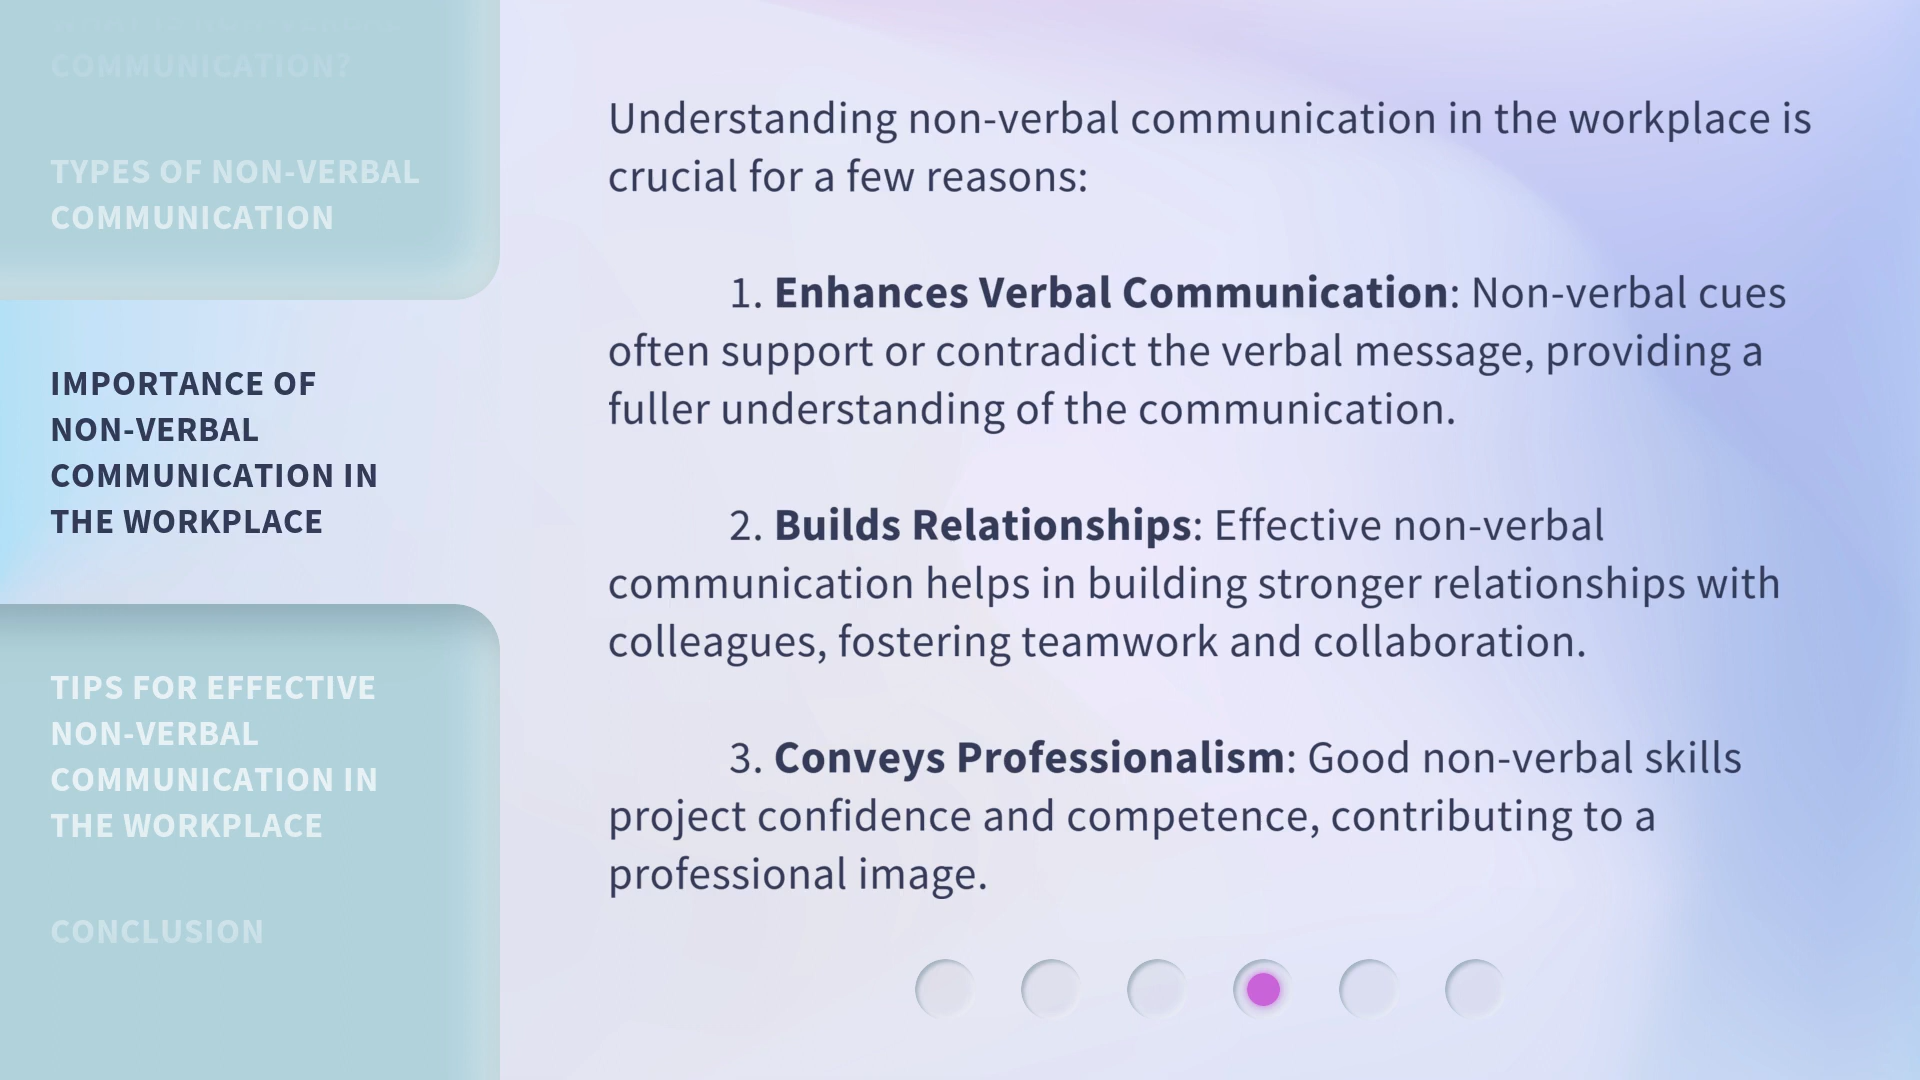 COMMUNICATION?
TYPES OF NON-VERBAL
COMMUNICATION
IMPORTANCE OF
NON-VERBAL
COMMUNICATION IN
THE WORKPLACE
TIPS FOR EFFECTIVE
NON-VERBAL
COMMUNICATION IN
THE WORKPLACE
CONCLUSION
Understanding non-verbal communication in the workplace is
crucial for a few reasons:
1. Enhances Verbal Communication: Non-verbal cues
often support or contradict the verbal message, providing a
fuller understanding of the communication.
2. Builds Relationships: Effective non-verbal
communication helps in building stronger relationships with
colleagues, fostering teamwork and collaboration.
3. Conveys Professionalism: Good non-verbal skills
project confidence and competence, contributing to a
professional image.